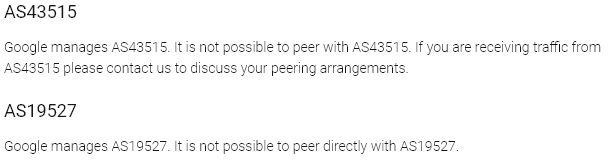 AS43515
Google manages AS43515. It is not possible to peer with AS43515. If you are receiving traffic from
AS43515 please contact us to discuss your peering arrangements.
AS19527
Google manages AS19527. It is not possible to peer directly with AS19527.